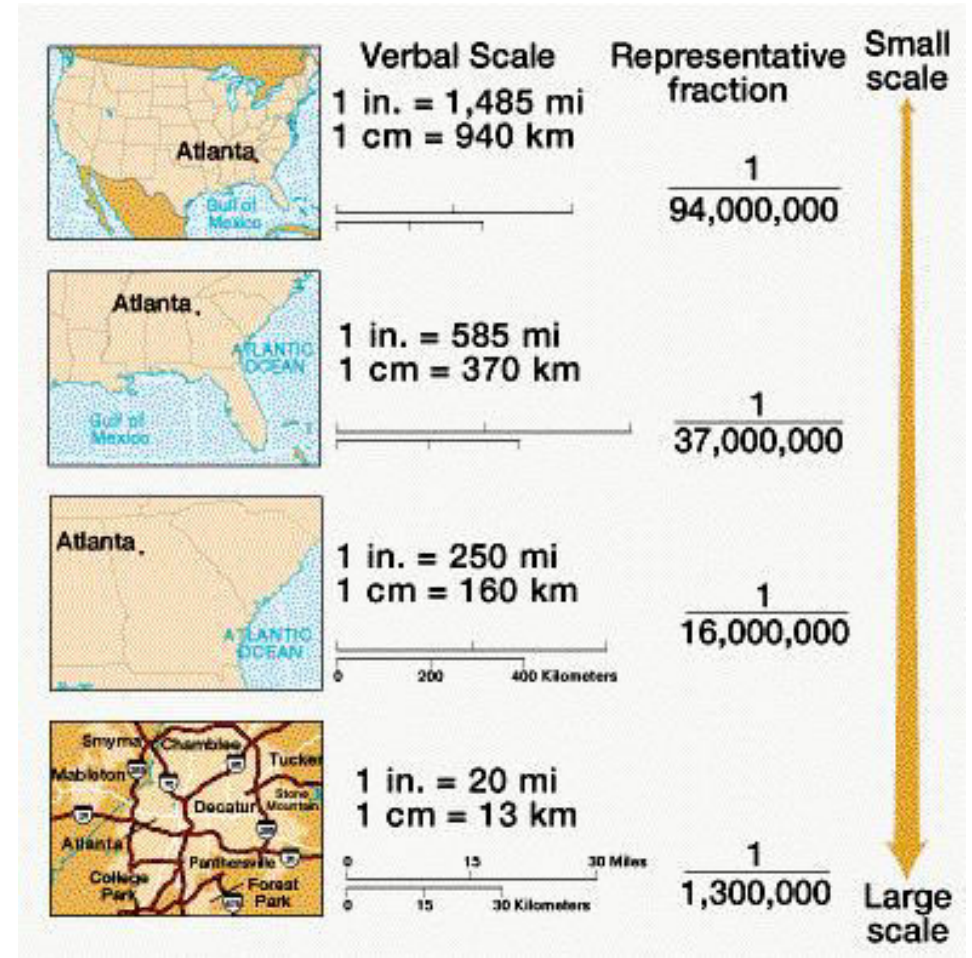 Verbal Scale
Representative
fraction
Small
scale
Atlanta
Gulf of
Mexico
1 in. = 1,485 mi
1 cm = 940 km
1
94,000,000
Atlanta
ATLANTIC
OCEAN
Gulf of
Mexico
1 in. = 585 mi
1 cm = 370 km
1
37,000,000
Atlanta
ATLANTIC
OCEAN
1 in. = 250 mi
1 cm = 160 km
0 200 400 Kilometers
1
16,000,000
Smyrna Chamblee
Tucker
Mableton
Stone
Mountain
Decatur
Atlanta
Panthersville
College
Park
Forest
Park
1 in. = 20 mi
1 cm = 13 km
0 15 30 Miles
0 15 30 Kilometers
1
1,300,000
Large
scale